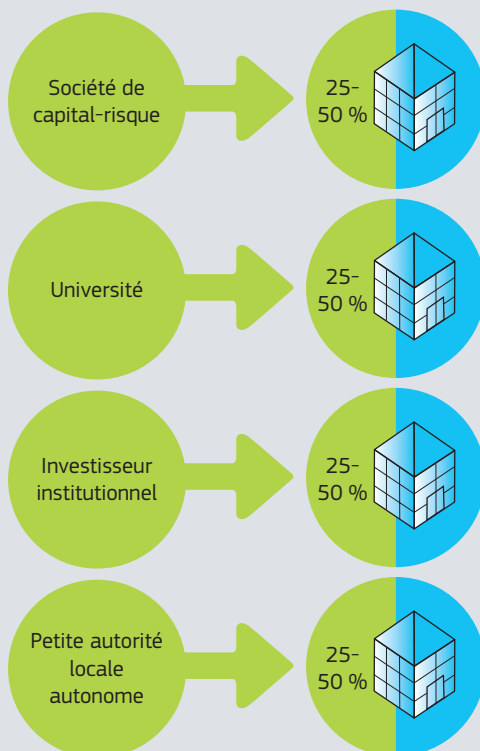 Société de
capital-risque
25-
50 %
Université
25-
50 %
Investisseur
institutionnel
25-
50 %
Petite autorité
locale
autonome
25-
50 %